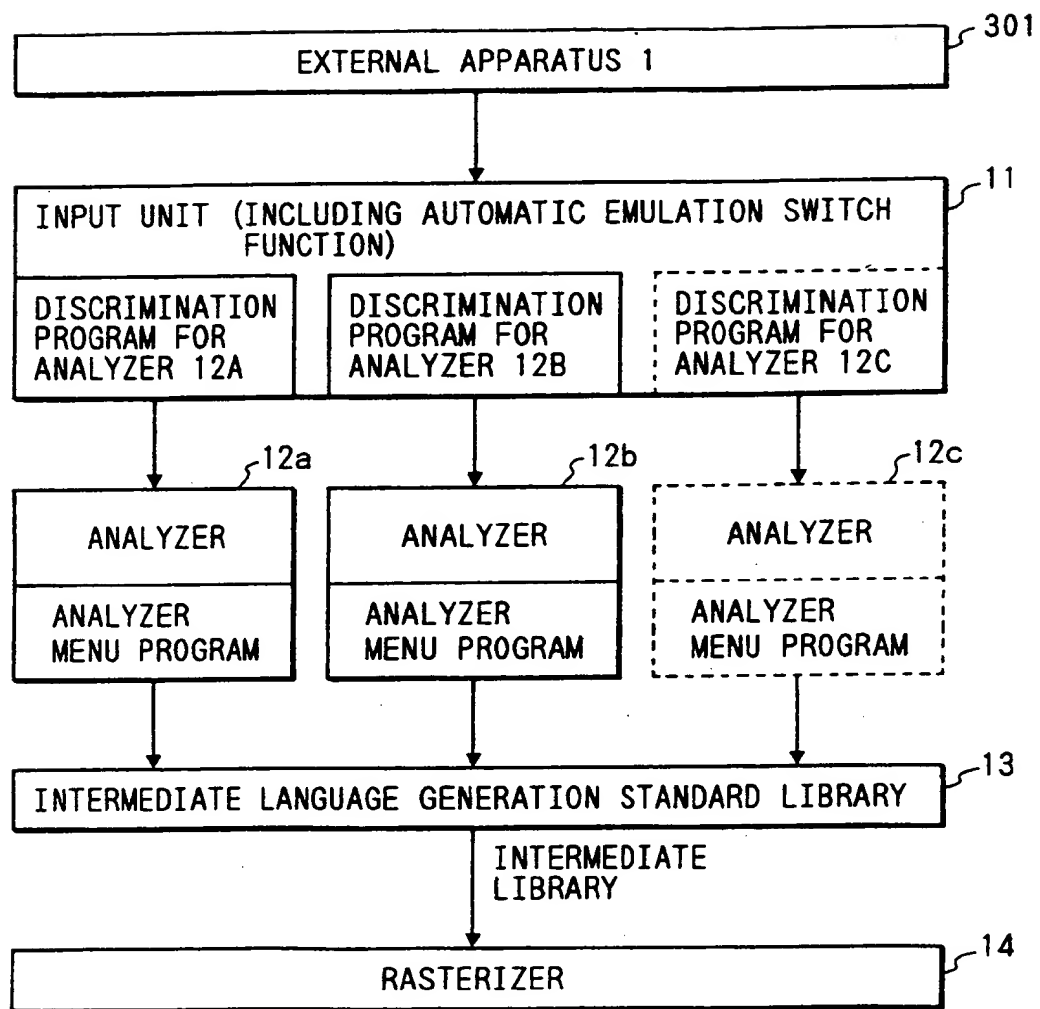 301
EXTERNAL APPARATUS 1
11
INPUT UNIT (INCLUDING AUTOMATIC EMULATION SWITCH
FUNCTION)
DISCRIMINATION
PROGRAM FOR
ANALYZER 12A
DISCRIMINATION
PROGRAM FOR
ANALYZER 12B
DISCRIMINATION
PROGRAM FOR
ANALYZER 12C
12a
ANALYZER
ANALYZER
MENU PROGRAM
12b
ANALYZER
ANALYZER
MENU PROGRAM
12c
ANALYZER
ANALYZER
MENU PROGRAM
13
INTERMEDIATE LANGUAGE GENERATION STANDARD LIBRARY
INTERMEDIATE
LIBRARY
14
RASTERIZER